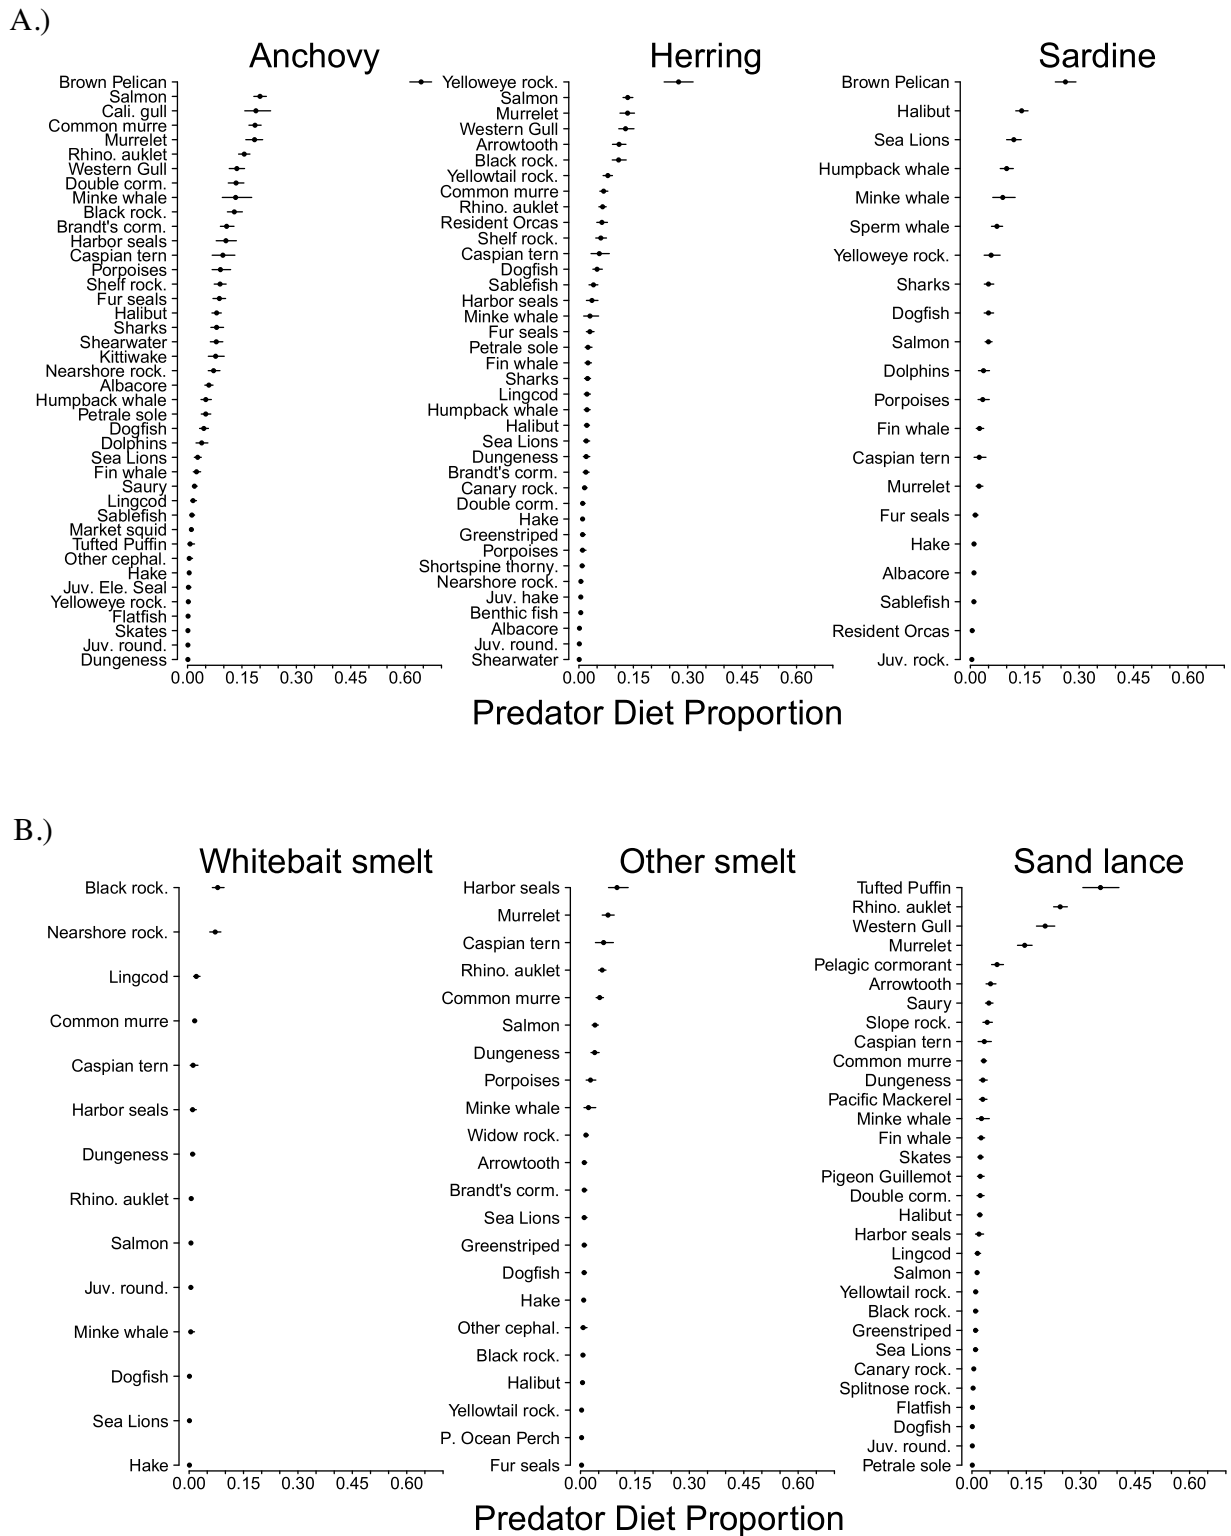 A.)
Anchovy
Brown Pelican
Salmon
Cali. gull
Common murre
Murrelet
Rhino. auklet
Western Gull
Double corm.
Minke whale
Black rock.
Brandt's corm.
Harbor seals
Caspian tern
Porpoises
Shelf rock.
Fur seals
Halibut
Sharks
Shearwater
Kittiwake
Nearshore rock.
Albacore
Humpback whale
Petrale sole
Dogfish
Dolphins
Sea Lions
Fin whale
Saury
Lingcod
Sablefish
Market squid
Tufted Puffin
Other cephal.
Hake
Juv. Ele. Seal
Yelloweye rock.
Flatfish
Skates
Juv. round.
Dungeness
0.00 0.15 0.30 0.45 0.60
Herring
Yelloweye rock.
Salmon
Murrelet
Western Gull
Arrowtooth
Black rock.
Yellowtail rock.
Common murre
Rhino. auklet
Resident Orcas
Shelf rock.
Caspian tern
Dogfish
Sablefish
Harbor seals
Minke whale
Fur seals
Petrale sole
Fin whale
Sharks
Lingcod
Humpback whale
Halibut
Sea Lions
Dungeness
Brandt's corm.
Canary rock.
Double corm.
Hake
Greenstriped
Porpoises
Shortspine thorny.
Nearshore rock.
Juv. hake
Benthic fish
Albacore
Juv. round.
Shearwater
0.00 0.15 0.30 0.45 0.60
Sardine
Brown Pelican
Halibut
Sea Lions
Humpback whale
Minke whale
Sperm whale
Yelloweye rock.
Sharks
Dogfish
Salmon
Dolphins
Porpoises
Fin whale
Caspian tern
Murrelet
Fur seals
Hake
Albacore
Sablefish
Resident Orcas
Juv. rock.
0.00 0.15 0.30 0.45 0.60
Predator Diet Proportion
B.)
Whitebait smelt
Black rock.
Nearshore rock.
Lingcod
Common murre
Caspian tern
Harbor seals
Dungeness
Rhino. auklet
Salmon
Juv. round.
Minke whale
Dogfish
Sea Lions
Hake
0.00 0.15 0.30 0.45 0.60
Other smelt
Harbor seals
Murrelet
Caspian tern
Rhino. auklet
Common murre
Salmon
Dungeness
Porpoises
Minke whale
Widow rock.
Arrowtooth
Brandt's corm.
Sea Lions
Greenstriped
Dogfish
Hake
Other cephal.
Black rock.
Halibut
Yellowtail rock.
P. Ocean Perch
Fur seals
0.00 0.15 0.30 0.45 0.60
Sand lance
Tufted Puffin
Rhino. auklet
Western Gull
Murrelet
Pelagic cormorant
Arrowtooth
Saury
Slope rock.
Caspian tern
Common murre
Dungeness
Pacific Mackerel
Minke whale
Fin whale
Skates
Pigeon Guillemot
Double corm.
Halibut
Harbor seals
Lingcod
Salmon
Yellowtail rock.
Black rock.
Greenstriped
Sea Lions
Canary rock.
Splitnose rock.
Flatfish
Dogfish
Juv. round.
Petrale sole
0.00 0.15 0.30 0.45 0.60
Predator Diet Proportion